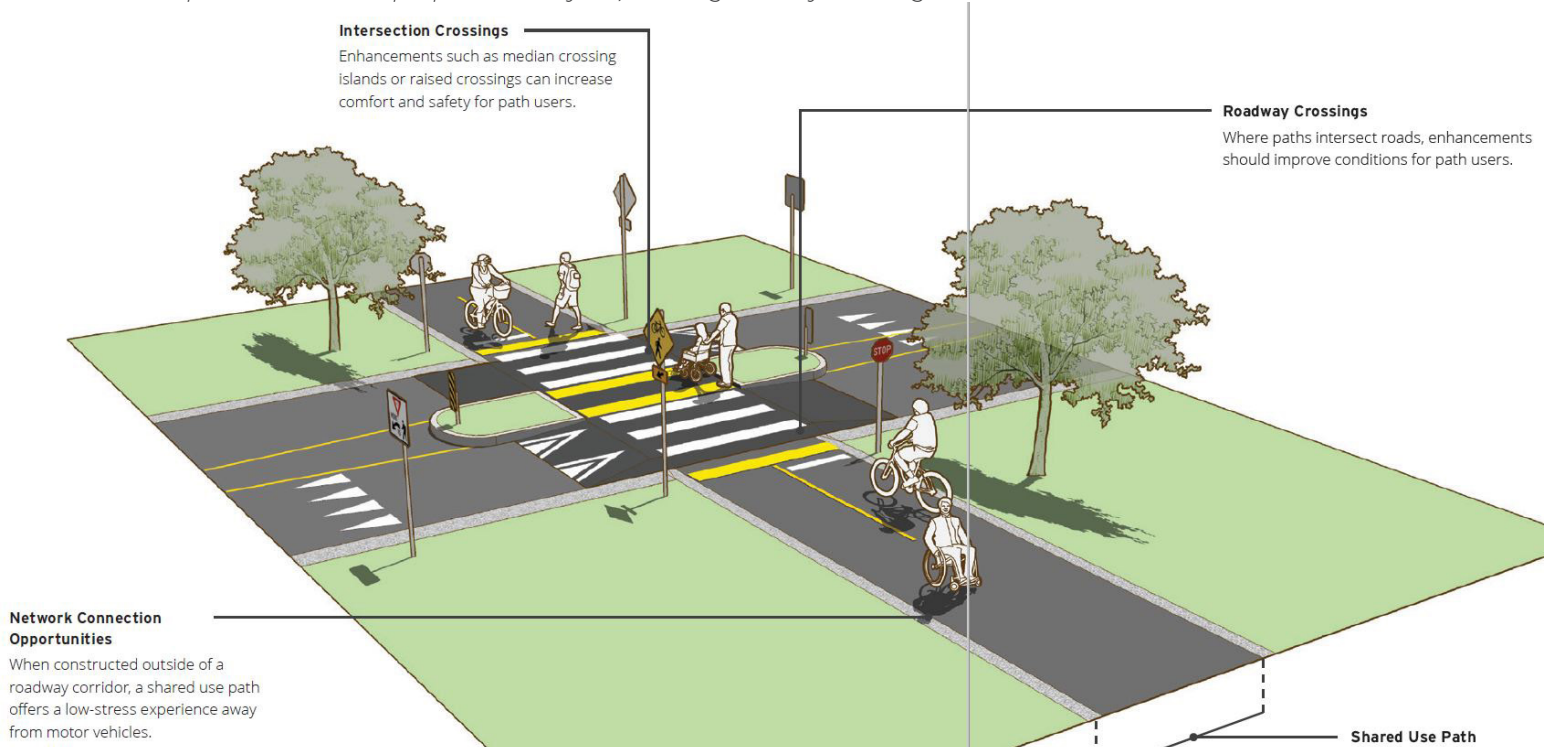 Intersection Crossings
Enhancements such as median crossing
islands or raised crossings can increase
comfort and safety for path users.
Roadway Crossings
Where paths intersect roads, enhancements
should improve conditions for path users.
STOP
Network Connection
Opportunities
When constructed outside of a
roadway corridor, a shared use path
offers a low-stress experience away
from motor vehicles.
Shared Use Path